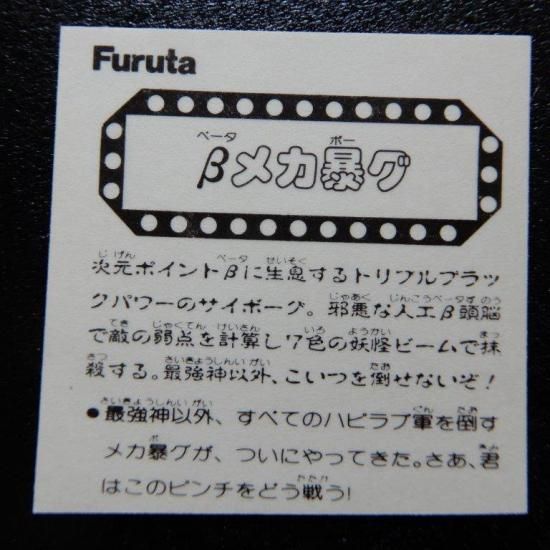 Furuta
βメカ暴グ
次元ポイントβに生息するトリプルブラッ
クパワーのサイボーグ。邪悪な人工β頭脳
で敵の弱点を計算し7色の妖怪ビームで抹
殺する。最強神以外、こいつを倒せないぞ!
●最強神以外、すべてのハピラブ軍を倒す
メカ暴グが、ついにやってきた。さあ、君
はこのピンチをどう戦う!